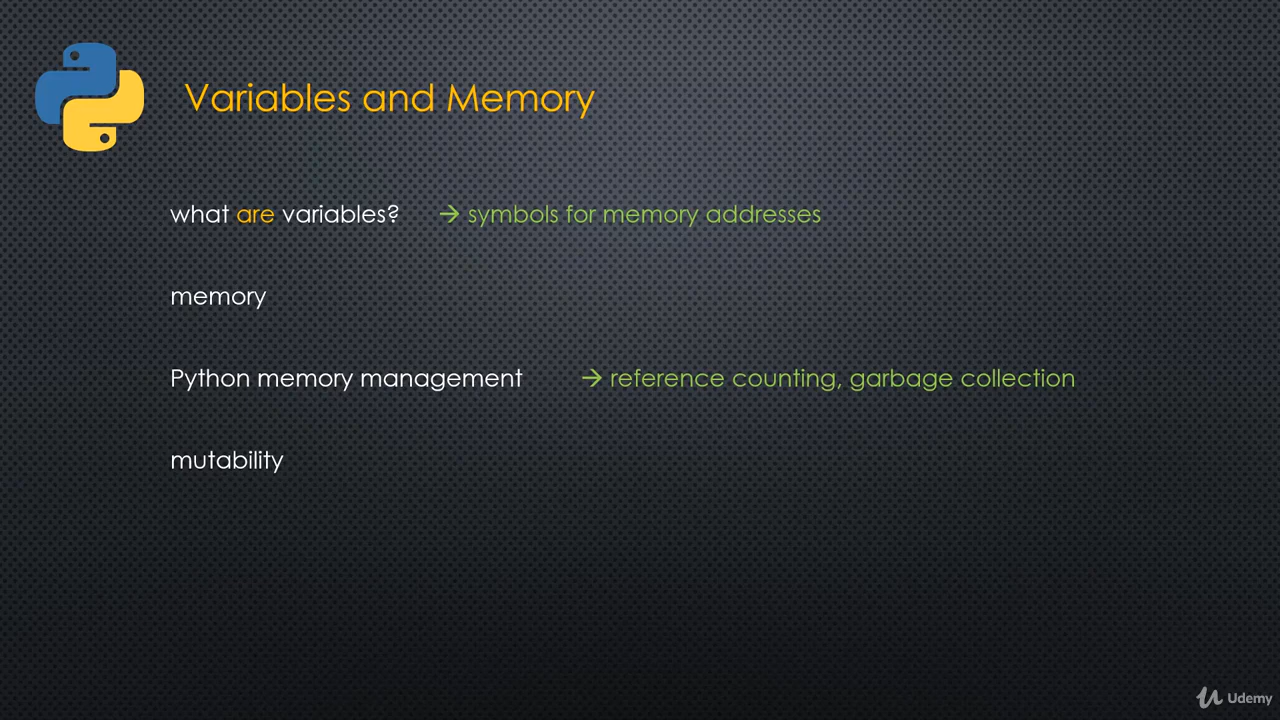 Variables and Memory
what are variables? → symbols for memory addresses
memory
Python memory management → reference counting, garbage collection
mutability
Udemy